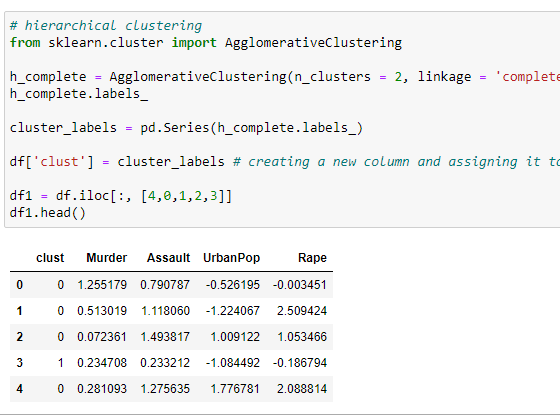 # hierarchical clustering
from sklearn.cluster import AgglomerativeClustering
h_complete = AgglomerativeClustering(n_clusters = 2, linkage = 'complete
h_complete.labels_
cluster_labels = pd.Series(h_complete.labels_)
df['clust'] = cluster_labels # creating a new column and assigning it to
df1 = df.iloc[:, [4,0,1,2,3]]
df1.head()
clust Murder Assault UrbanPop Rape
0 0 1.255179 0.790787 -0.526195 -0.003451
1 0 0.513019 1.118060 -1.224067 2.509424
2 0 0.072361 1.493817 1.009122 1.053466
3 1 0.234708 0.233212 -1.084492 -0.186794
4 0 0.281093 1.275635 1.776781 2.088814